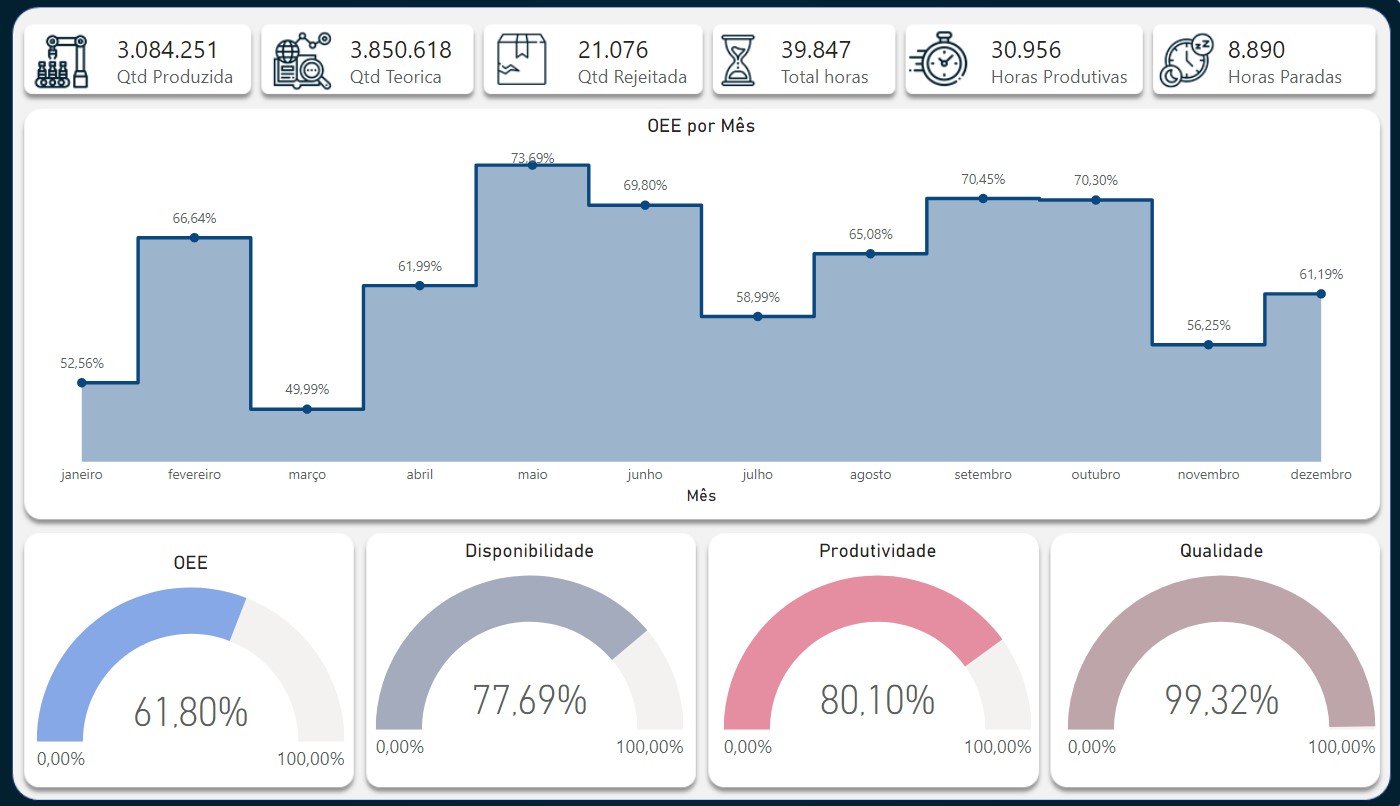 3.084.251
Qtd Produzida
3.850.618
Qtd Teorica
21.076
Qtd Rejeitada
39.847
Total horas
30.956
Horas Produtivas
8.890
Horas Paradas
OEE por Mês
52,56%
66,64%
49,99%
61,99%
73,69%
69,80%
58,99%
65,08%
70,45%
70,30%
56,25%
61,19%
janeiro fevereiro março abril maio junho julho agosto setembro outubro novembro dezembro
Mês
OEE
61,80%
0,00% 100,00%
Disponibilidade
77,69%
0,00% 100,00%
Produtividade
80,10%
0,00% 100,00%
Qualidade
99,32%
0,00% 100,00%